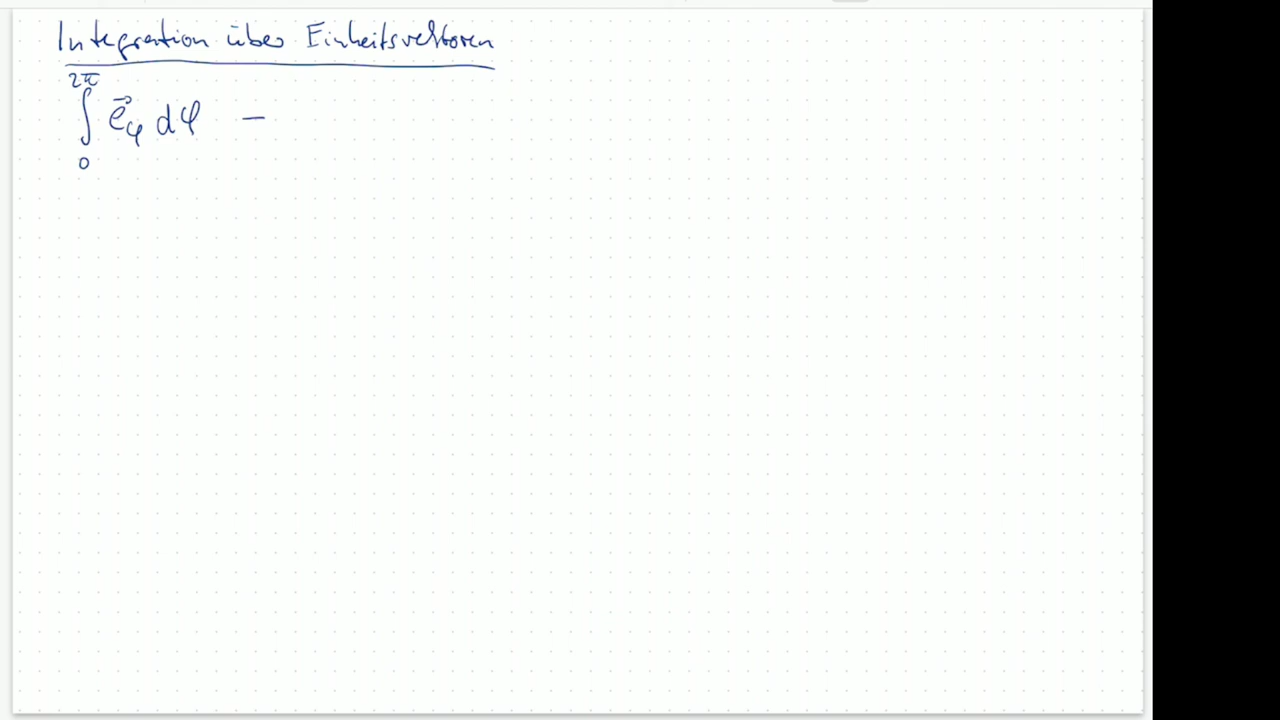 Integration über Einheitsvektoren
∫₀^2π e⃗_φ dφ –